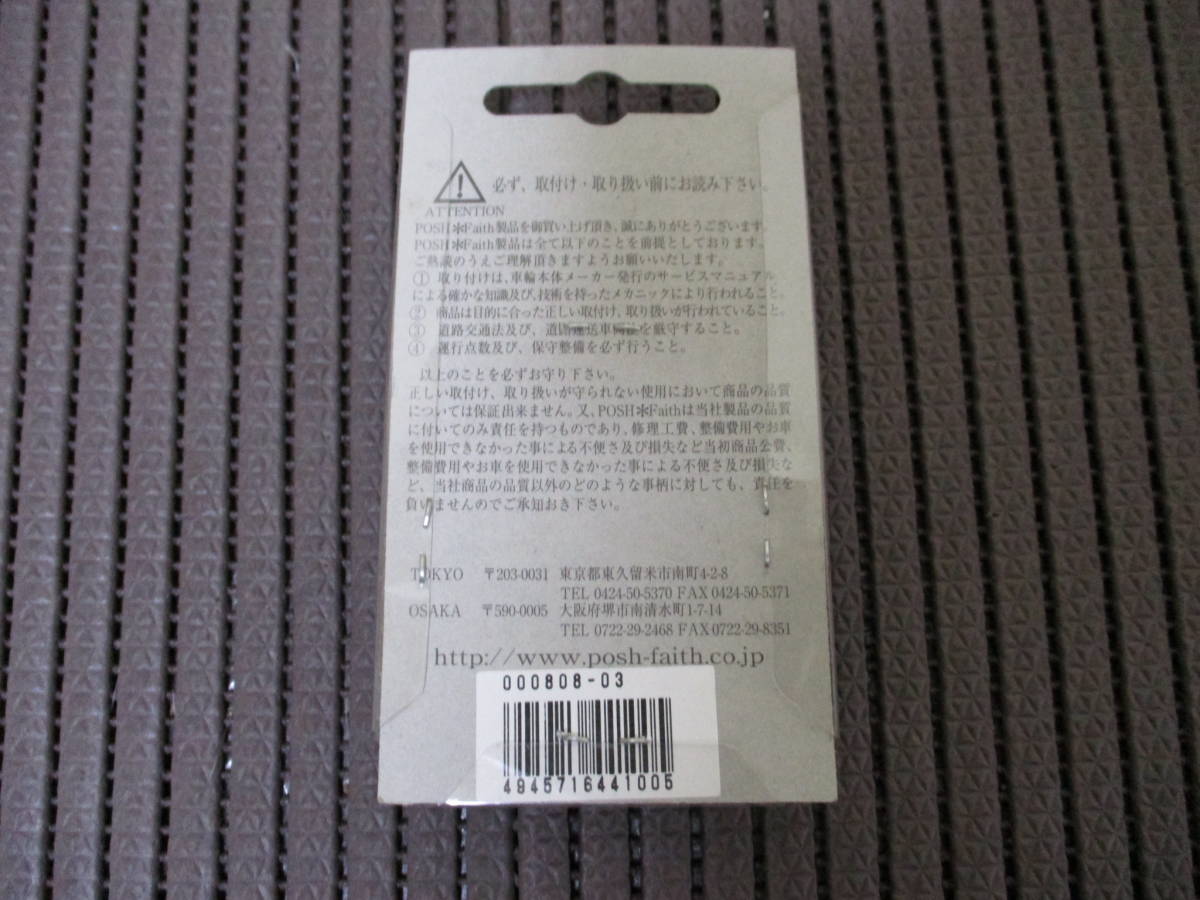 必ず、取付け・取り扱い前にお読み下さい。
ATTENTION
POSH✻Faith製品を御買い上げ頂き、誠にありがとうございます。
POSH✻Faith製品は全て以下のことを前提としております。
ご熟読のうえご理解頂きますようお願いいたします。
① 取り付けは、車輪本体メーカー発行のサービスマニュアル
による確かな知識及び、技術を持ったメカニックにより行われること。
② 商品は目的に合った正しい取付け、取り扱いが行われていること。
③ 道路交通法及び、道路運送車両法を厳守すること。
④ 運行点数及び、保守整備を必ず行うこと。
以上のことを必ずお守り下さい。
正しい取付け、取り扱いが守られない使用において商品の品質
については保証出来ません。又、POSH✻Faithは当社製品の品質
に付いてのみ責任を持つものであり、修理工費、整備費用やお車
を使用できなかった事による不便さ及び損失など当初商品公費、
整備費用やお車を使用できなかった事による不便さ及び損失な
ど、当社商品の品質以外のどのような事柄に対しても、責任を
負いませんのでご承知おき下さい。
TOKYO 〒203-0031 東京都東久留米市南町4-2-8
TEL 0424-50-5370 FAX 0424-50-5371
OSAKA 〒590-0005 大阪府堺市南清水町1-7-14
TEL 0722-29-2468 FAX0722-29-8351
http://www.posh-faith.co.jp
000808-03
4945716441005